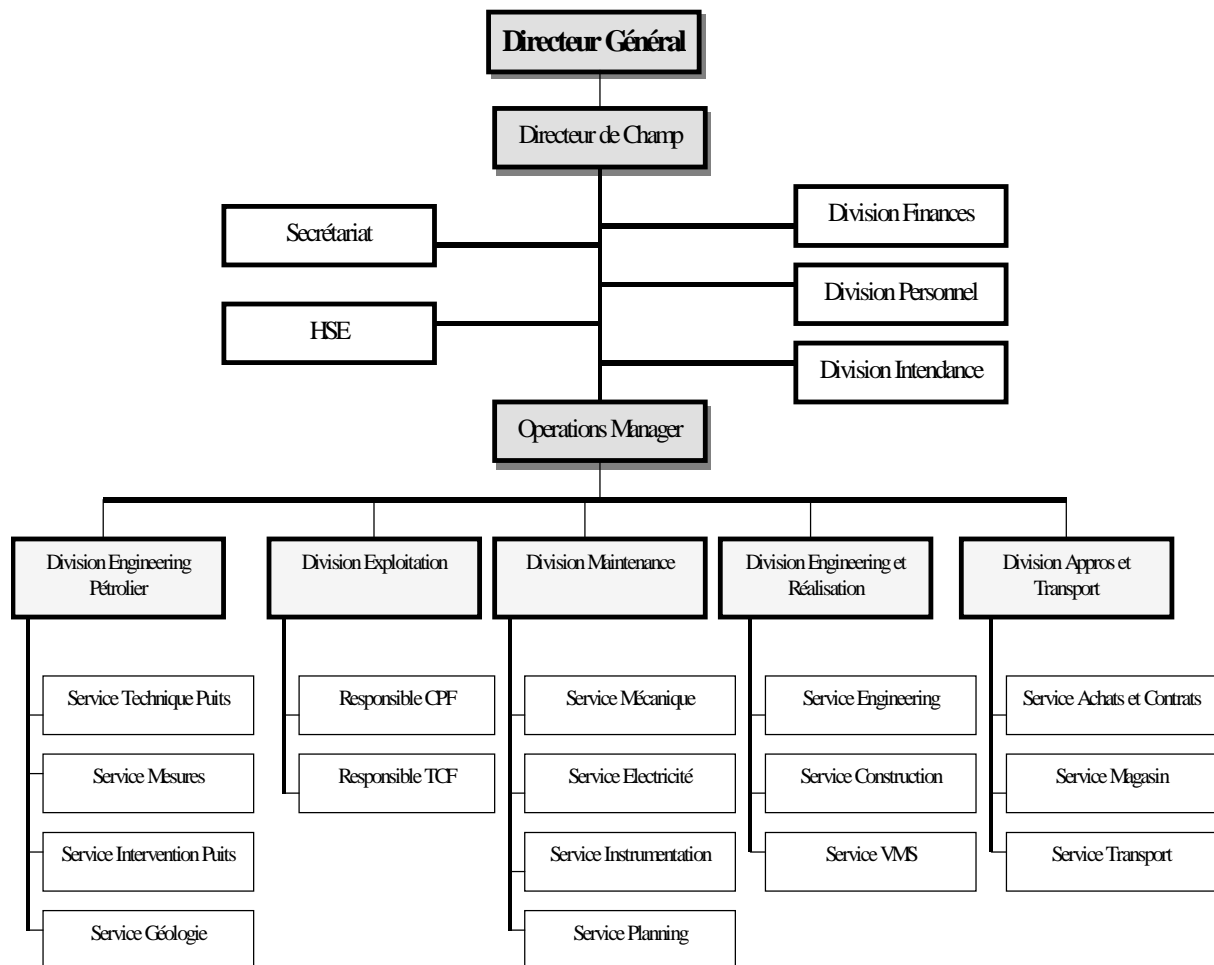 Directeur Général
Directeur de Champ
Secrétariat
Division Finances
Division Personnel
HSE
Division Intendance
Operations Manager
Division Engineering
Pétrolier
Division Exploitation
Division Maintenance
Division Engineering et
Réalisation
Division Appros et
Transport
Service Technique Puits
Responsible CPF
Service Mécanique
Service Engineering
Service Achats et Contrats
Service Mesures
Responsible TCF
Service Electricité
Service Construction
Service Magasin
Service Intervention Puits
Service Instrumentation
Service VMS
Service Transport
Service Géologie
Service Planning